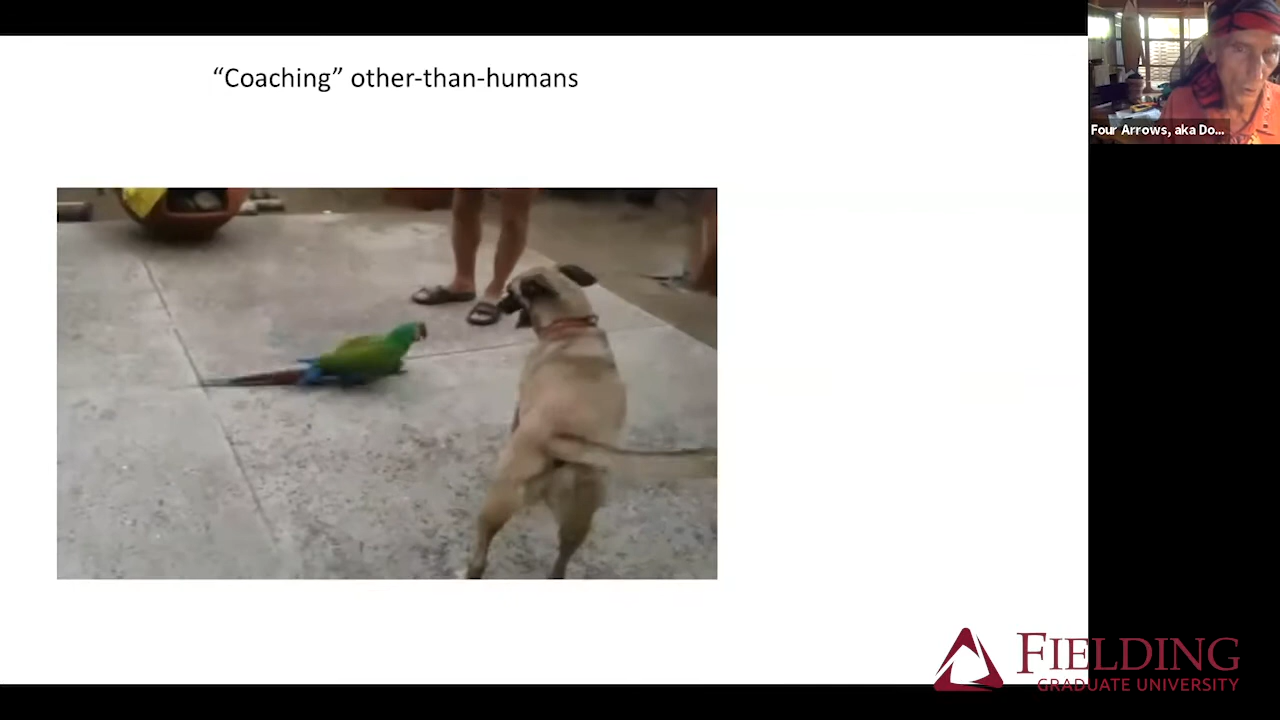 “Coaching” other-than-humans
Four Arrows, aka Do...
FIELDING
GRADUATE UNIVERSITY